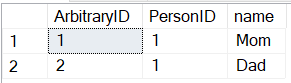 ArbitraryID PersonID name
1 1 1 Mom
2 2 1 Dad